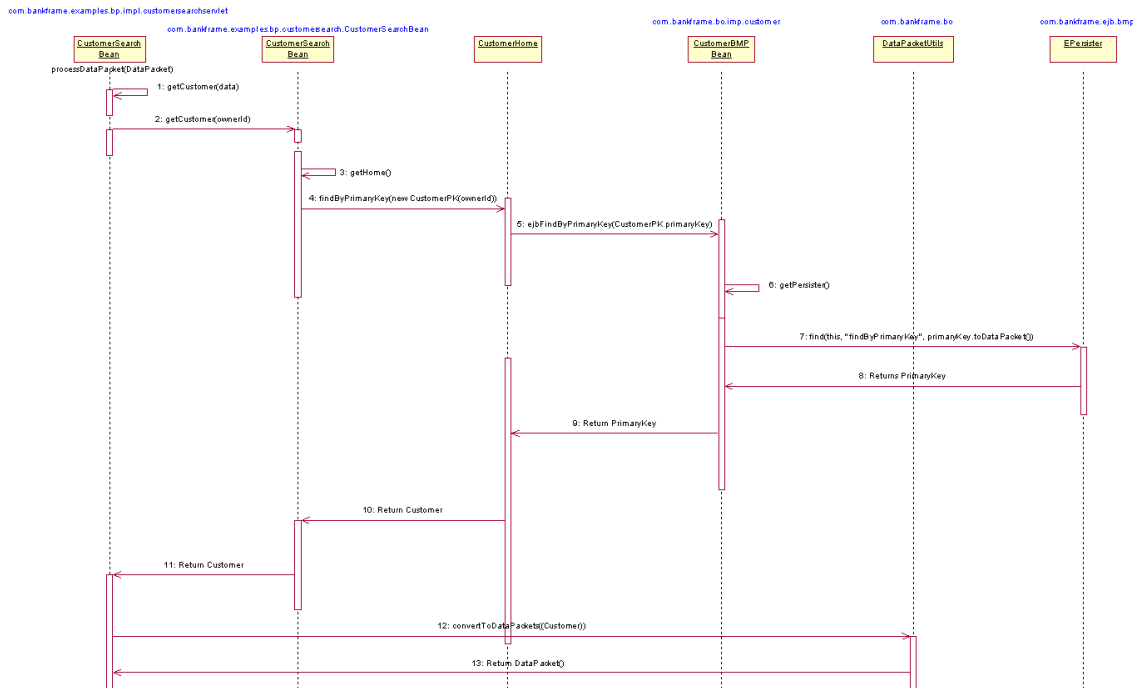 com.bankframe.examples.bp.impl.customersearchservlet
com.bankframe.examples.bp.customersearch.CustomerSearchBean
com.bankframe.bo.imp.customer
com.bankframe.bo
com.bankframe.ejb.bmp
CustomerSearch
Bean
CustomerSearch
Bean
CustomerHome
CustomerBMP
Bean
DataPacketUtils
EPersister
processDataPacket(DataPacket)
1: getCustomer(data)
2: getCustomer(ownerId)
3: getHome()
4: findByPrimaryKey(new CustomerPK(ownerId))
5: ejbFindByPrimaryKey(CustomerPK primaryKey)
6: getPersister()
7: find(this, "findByPrimaryKey", primaryKey.toDataPacket())
8: Returns PrimaryKey
9: Return PrimaryKey
10: Return Customer
11: Return Customer
12: convertToDataPackets((Customer))
13: Return DataPacket()